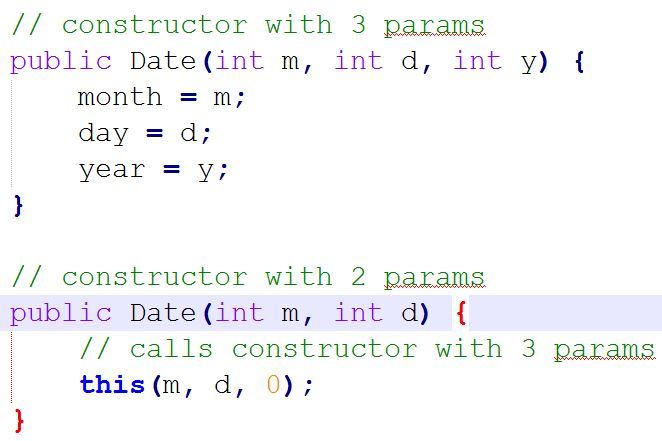 // constructor with 3 params
public Date(int m, int d, int y) {
    month = m;
    day = d;
    year = y;
}
// constructor with 2 params
public Date(int m, int d) {
    // calls constructor with 3 params
    this(m, d, 0);
}